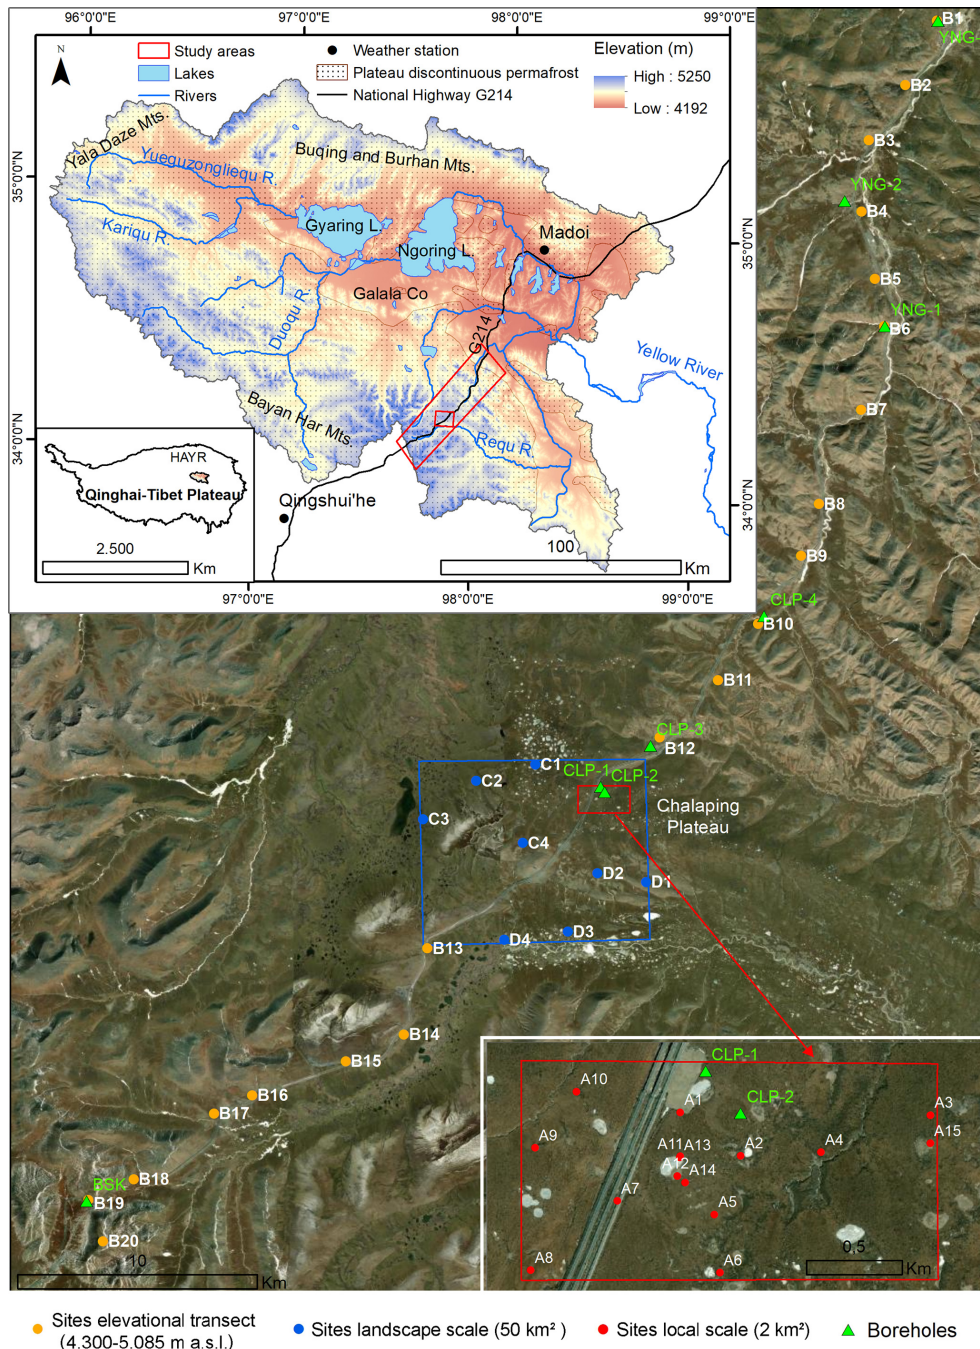 96°0'0"E
97°0'0"E
98°0'0"E
99°0'0"E
N
Study areas
Lakes
Rivers
Weather station
Plateau discontinuous permafrost
National Highway G214
Elevation (m)
High : 5250
Low : 4192
35°0'0"N
34°0'0"N
35°0'0"N
34°0'0"N
Yala Daze Mts.
Yueguzongliequ R.
Buqing and Burhan Mts.
Kariqu R.
Gyaring L.
Ngoring L.
Madoi
Galala Co
Duoqu R.
G214
Yellow River
Bayan Har Mts
Requ R.
Qingshui'he
HAYR
Qinghai-Tibet Plateau
2.500
Km
100
Km
97°0'0"E
98°0'0"E
99°0'0"E
B1
YNG-
B2
B3
YNG-2
B4
B5
YNG-1
B6
B7
B8
B9
CLP-4
B10
B11
CLP-3
B12
C1
CLP-1
CLP-2
C2
Chalaping
Plateau
C3
C4
D2
D1
D3
D4
B13
B14
B15
B16
B17
B18
BSK
B19
B20
10
Km
CLP-1
A10
A1
CLP-2
A3
A15
A9
A11
A13
A2
A4
A12
A14
A7
A5
A8
A6
0,5
Km
Sites elevational transect
(4.300-5.085 m a.s.l.)
Sites landscape scale (50 km²)
Sites local scale (2 km²)
Boreholes